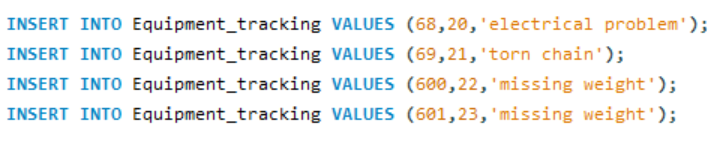 INSERT INTO Equipment_tracking VALUES (68,20,'electrical problem');
INSERT INTO Equipment_tracking VALUES (69,21,'torn chain');
INSERT INTO Equipment_tracking VALUES (600,22,'missing weight');
INSERT INTO Equipment_tracking VALUES (601,23,'missing weight');